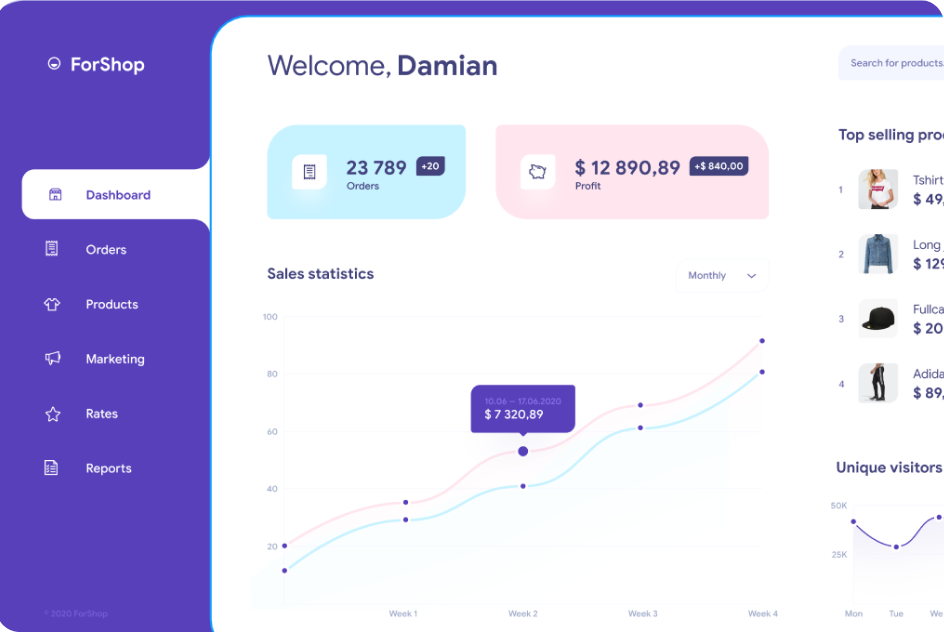 ForShop
Dashboard
Orders
Products
Marketing
Rates
Reports
© 2020 ForShop
Welcome, Damian
23 789 +20
Orders
$ 12 890,89 +$ 840,00
Profit
Sales statistics
Monthly
100
80
60
40
20
10.06 – 17.06.2020
$ 7 320,89
Week 1 Week 2 Week 3 Week 4
Search for products
Top selling pro
1 Tshirt
$ 49,
2 Long
$ 129
3 Fullca
$ 20
4 Adida
$ 89,
Unique visitors
50K
25K
Mon Tue We